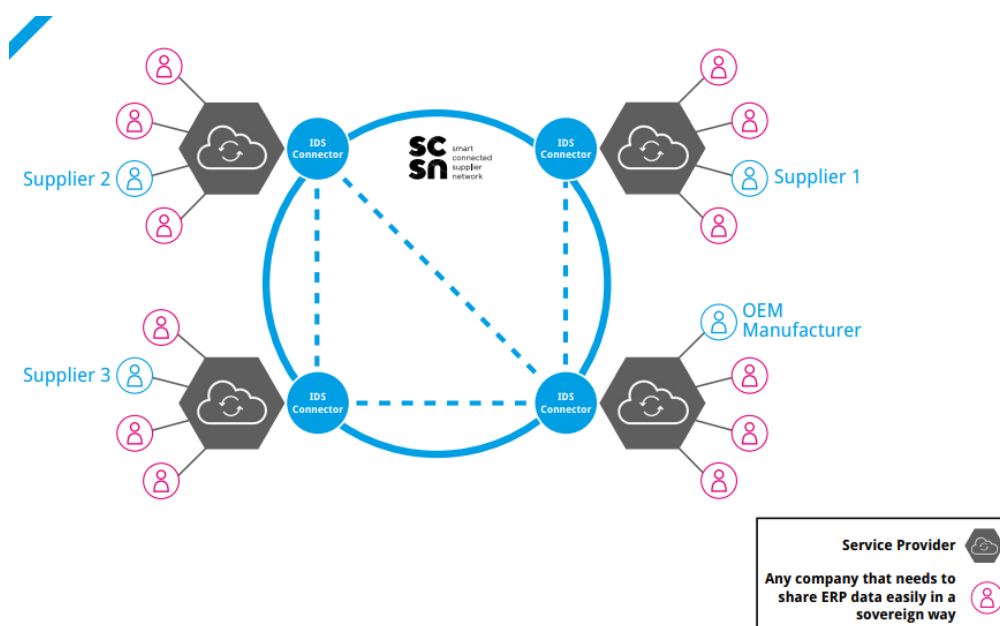 IDS
Connector
sc
sn
smart
connected
supplier
network
IDS
Connector
Supplier 2
Supplier 1
OEM
Manufacturer
Supplier 3
IDS
Connector
IDS
Connector
Service Provider
Any company that needs to
share ERP data easily in a
sovereign way